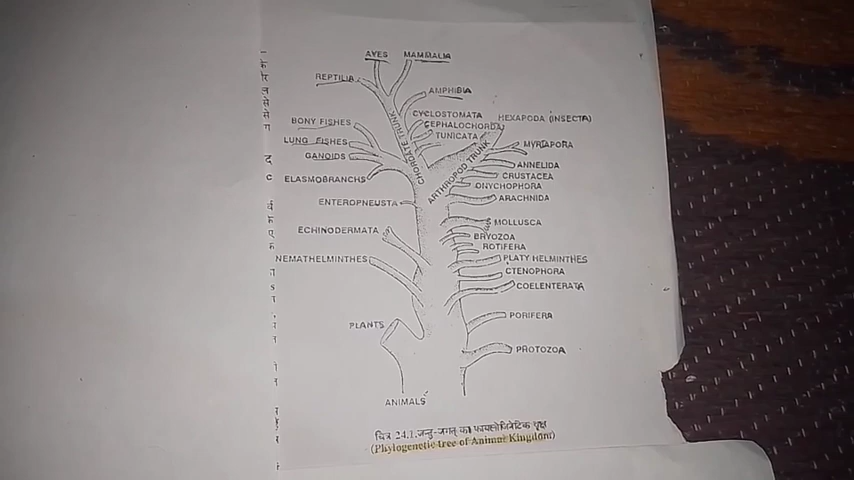 AVES MAMMALIA
REPTILIA
AMPHIBIA
CYCLOSTOMATA
HEXAPODA (INSECTA)
BONY FISHES
CEPHALOCHORDA
TUNICATA
LUNG FISHES
MYRIAPORA
GANOIDS
CHORDATE TRUNK
ARTHROPOD TRUNK
ANNELIDA
CRUSTACEA
ELASMOBRANCHS
ONYCHOPHORA
ARACHNIDA
ENTEROPNEUSTA
MOLLUSCA
ECHINODERMATA
BRYOZOA
ROTIFERA
NEMATHELMINTHES
PLATY HELMINTHES
CTENOPHORA
COELENTERATA
PORIFERA
PLANTS
PROTOZOA
ANIMALS
चित्र 24.1. जन्तु-जगत् का फायलोजिनेटिक वृक्ष
(Phylogenetic tree of Animal Kingdom)